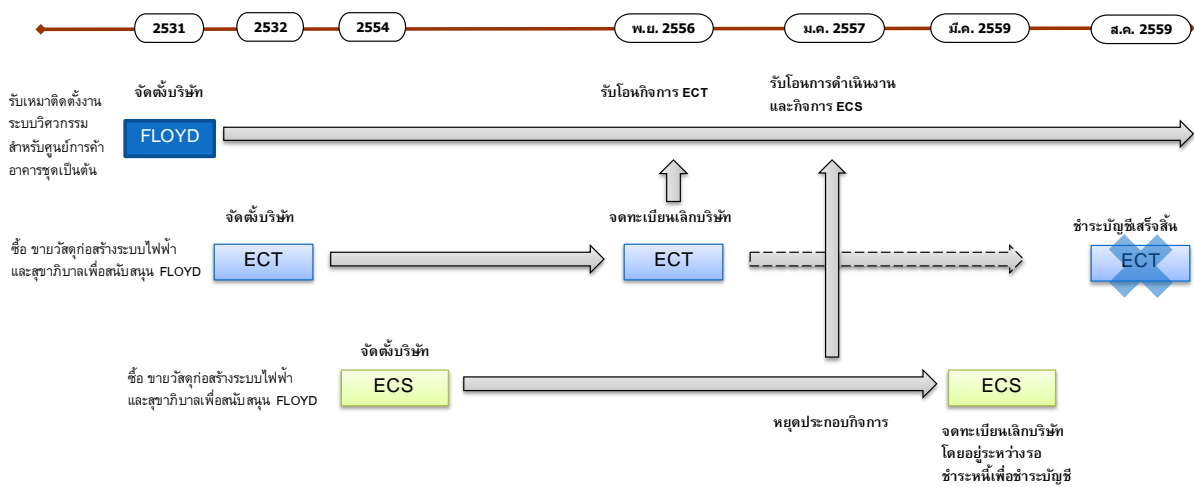 2531
2532
2554
พ.ย. 2556
ม.ค. 2557
มี.ค. 2559
ส.ค. 2559
รับเหมาติดตั้งงาน
ระบบวิศวกรรม
สำหรับศูนย์การค้า
อาคารชุดเป็นต้น
จัดตั้งบริษัท
FLOYD
รับโอนกิจการ ECT
รับโอนการดำเนินงาน
และกิจการ ECS
ซื้อ ขายวัสดุก่อสร้างระบบไฟฟ้า
และสุขาภิบาลเพื่อสนับสนุน FLOYD
จัดตั้งบริษัท
ECT
จดทะเบียนเลิกบริษัท
ECT
ชำระบัญชีเสร็จสิ้น
ECT
ซื้อ ขายวัสดุก่อสร้างระบบไฟฟ้า
และสุขาภิบาลเพื่อสนับสนุน FLOYD
จัดตั้งบริษัท
ECS
หยุดประกอบกิจการ
ECS
จดทะเบียนเลิกบริษัท
โดยอยู่ระหว่างรอ
ชำระหนี้เพื่อชำระบัญชี